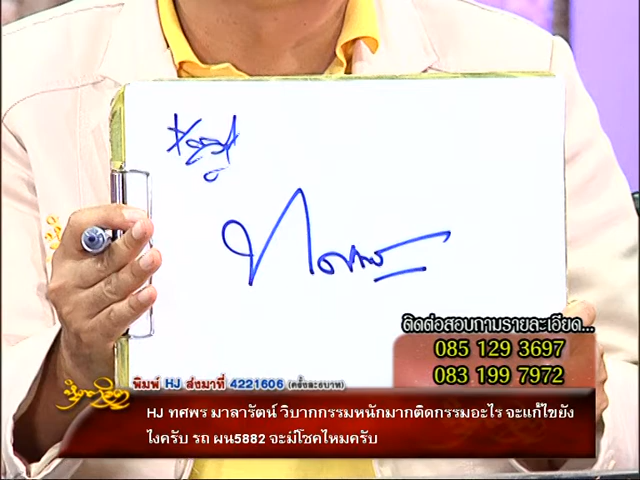 ทศพร
ติดต่อสอบถามรายละเอียด...
085 129 3697
083 199 7972
พิมพ์ HJ ส่งมาที่ 4221606 (ครั้งละ๑บาท)
HJ ทศพร มาลารัตน์ วิบากกรรมหนักมากติดกรรมอะไร จะแก้ไขยัง
ไงครับ รถ ผน5882 จะมีโชคไหมครับ